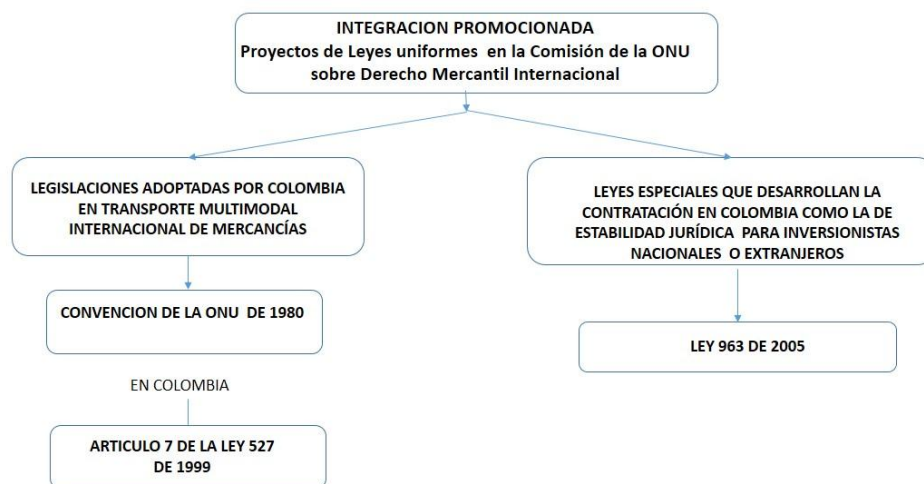 INTEGRACION PROMOCIONADA
Proyectos de Leyes uniformes en la Comisión de la ONU
sobre Derecho Mercantil Internacional
LEGISLACIONES ADOPTADAS POR COLOMBIA
EN TRANSPORTE MULTIMODAL
INTERNACIONAL DE MERCANCÍAS
LEYES ESPECIALES QUE DESARROLLAN LA
CONTRATACIÓN EN COLOMBIA COMO LA DE
ESTABILIDAD JURÍDICA PARA INVERSIONISTAS
NACIONALES O EXTRANJEROS
CONVENCION DE LA ONU DE 1980
LEY 963 DE 2005
EN COLOMBIA
ARTICULO 7 DE LA LEY 527
DE 1999